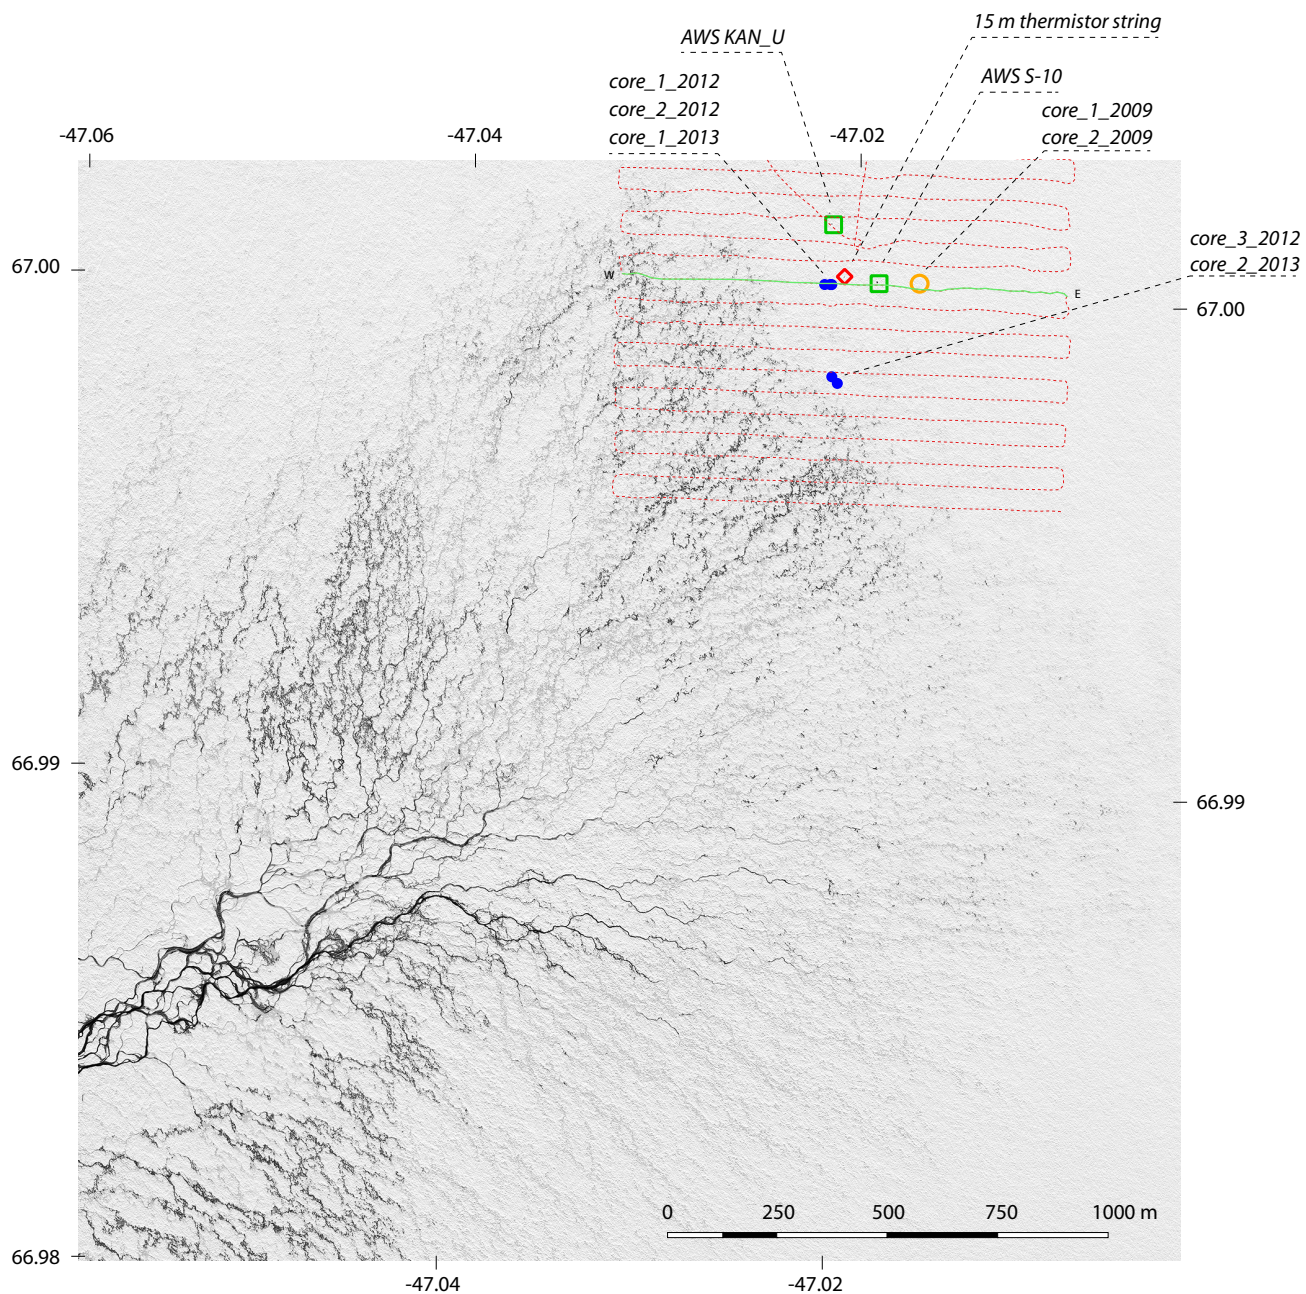 15 m thermistor string
AWS KAN_U
AWS S-10
core_1_2012
core_2_2012
core_1_2013
core_1_2009
core_2_2009
-47.06
-47.04
-47.02
core_3_2012
core_2_2013
67.00
W
E
67.00
66.99
66.99
0 250 500 750 1000 m
66.98
-47.04
-47.02